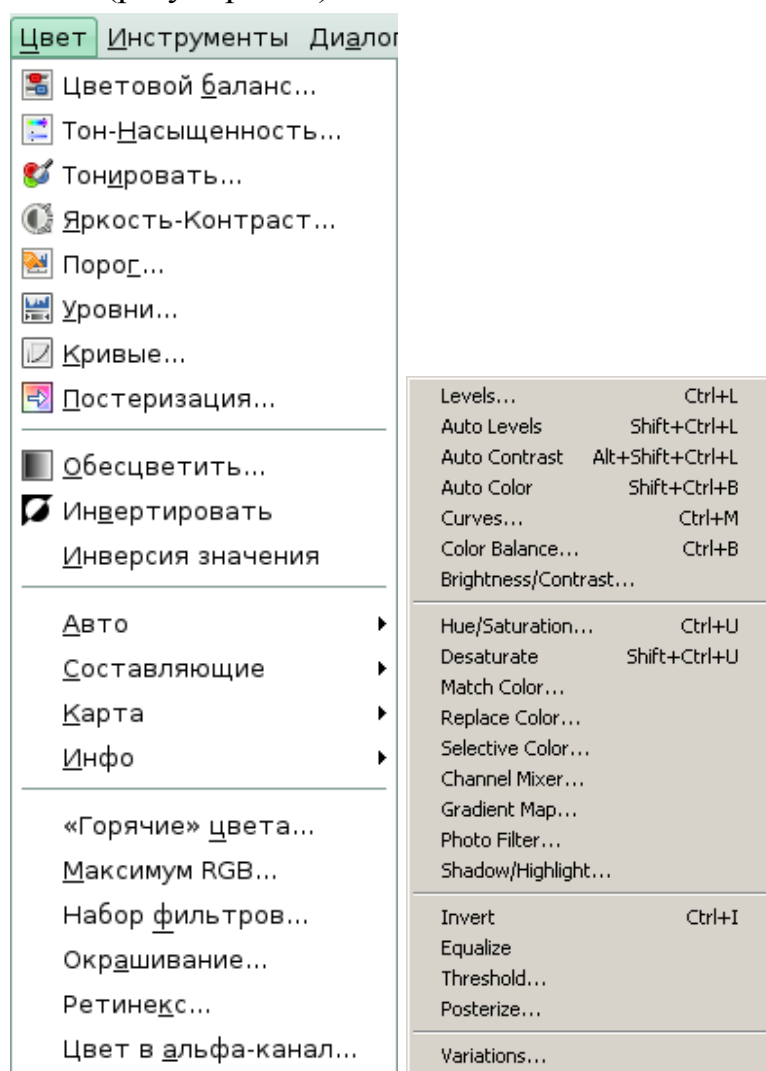 Цвет Инструменты
Цветовой баланс...
Тон-Насыщенность...
Тонировать...
Яркость-Контраст...
Порог...
Уровни...
Кривые...
Постеризация...
Обесцветить...
Инвертировать
Инверсия значения
Авто
Составляющие
Карта
Инфо
«Горячие» цвета...
Максимум RGB...
Набор фильтров...
Окрашивание...
Ретинекс...
Цвет в альфа-канал...
Levels... Ctrl+L
Auto Levels Shift+Ctrl+L
Auto Contrast Alt+Shift+Ctrl+L
Auto Color Shift+Ctrl+B
Curves... Ctrl+M
Color Balance... Ctrl+B
Brightness/Contrast...
Hue/Saturation... Ctrl+U
Desaturate Shift+Ctrl+U
Match Color...
Replace Color...
Selective Color...
Channel Mixer...
Gradient Map...
Photo Filter...
Shadow/Highlight...
Invert Ctrl+I
Equalize
Threshold...
Posterize...
Variations...